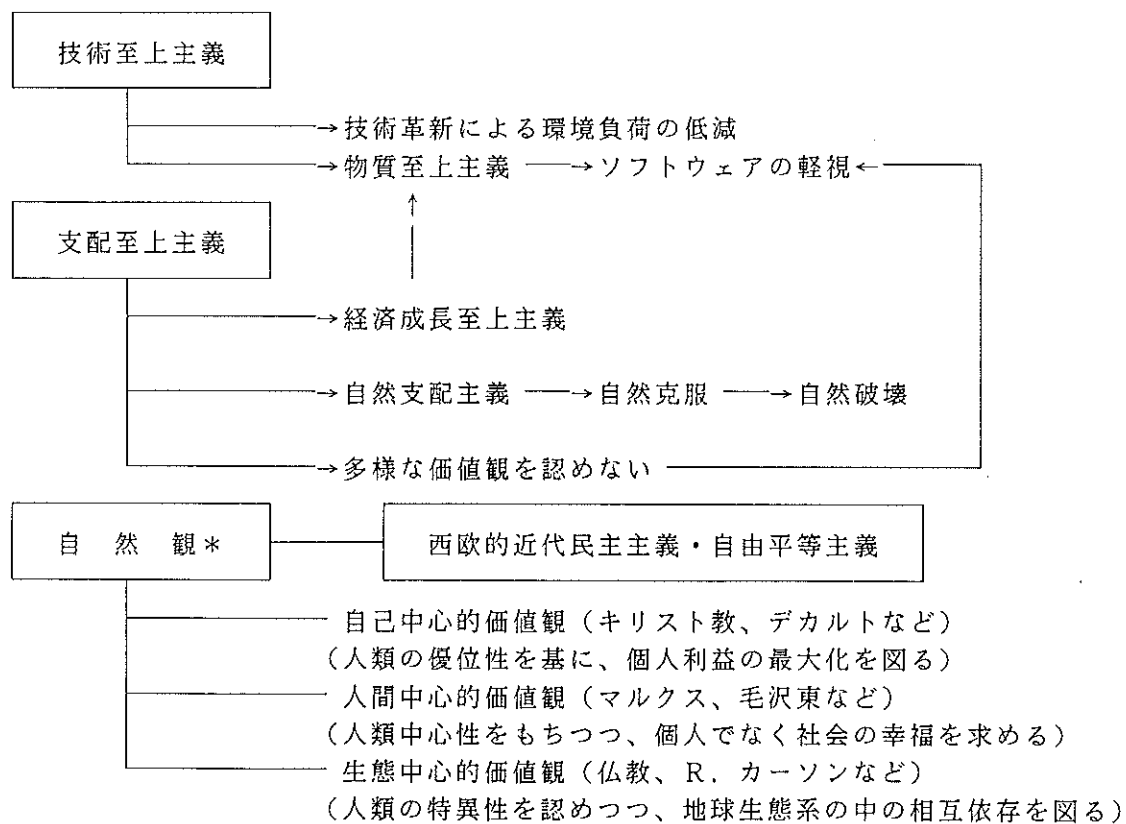 技術至上主義
→技術革新による環境負荷の低減
→物質至上主義 ─→ソフトウェアの軽視←
↑
支配至上主義
→経済成長至上主義
→自然支配主義 ─→自然克服 ─→自然破壊
→多様な価値観を認めない
自 然 観＊ 西欧的近代民主主義・自由平等主義
自己中心的価値観（キリスト教、デカルトなど）
（人類の優位性を基に、個人利益の最大化を図る）
人間中心的価値観（マルクス、毛沢東など）
（人類中心性をもちつつ、個人でなく社会の幸福を求める）
生態中心的価値観（仏教、R．カーソンなど）
（人類の特異性を認めつつ、地球生態系の中の相互依存を図る）